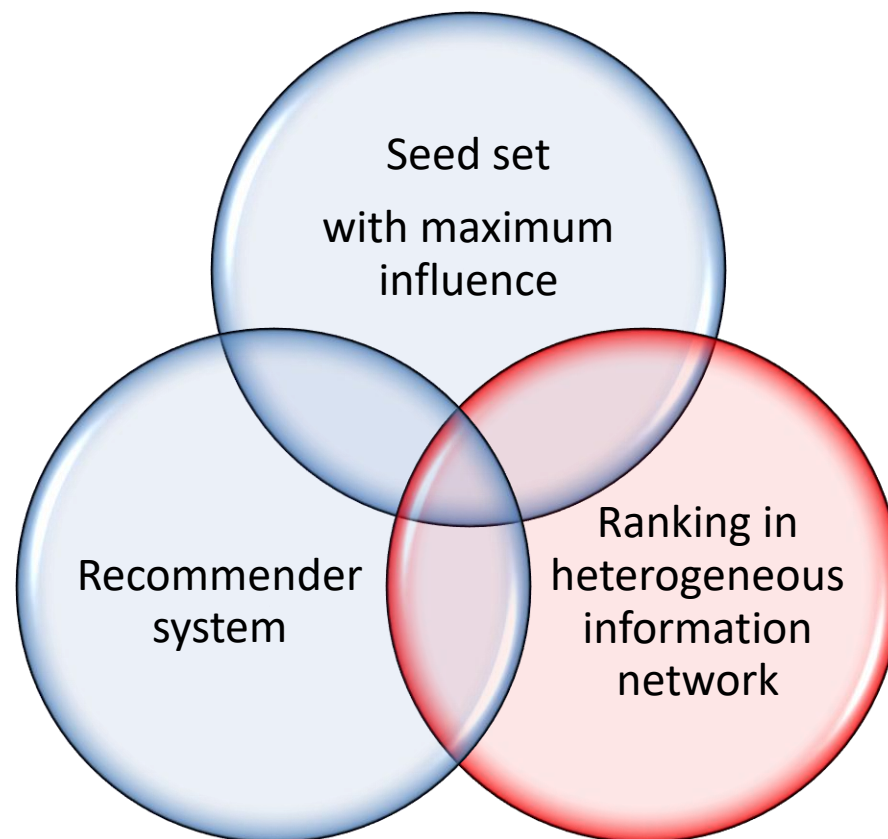 Seed set
with maximum
influence
Recommender
system
Ranking in
heterogeneous
information
network